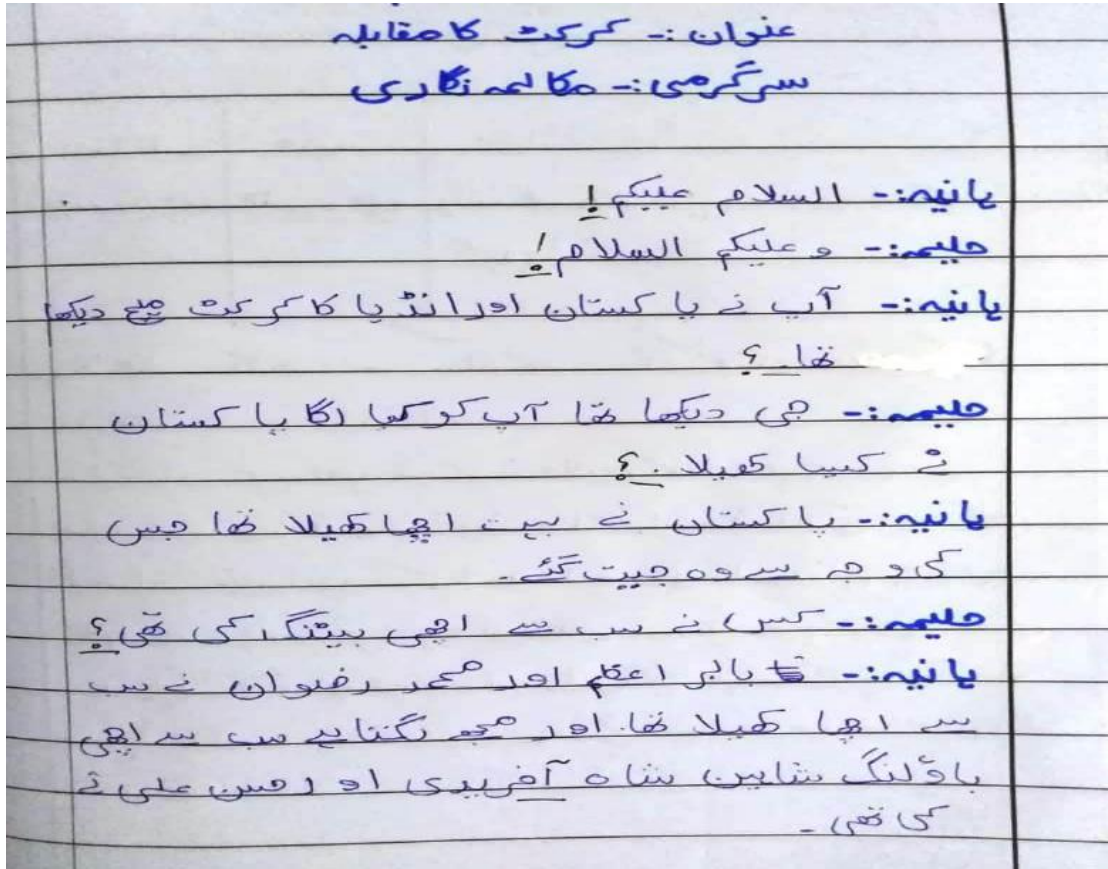 عنوان :- کرکٹ کا مقابلہ
سرگرمی :- مکالمہ نگاری
ہانیہ :- السلام علیکم !
حلیمہ :- وعلیکم السلام !
ہانیہ :- آپ نے پاکستان اور انڈیا کا کرکٹ میچ دیکھا
تھا ؟
حلیمہ :- جی دیکھا تھا آپ کو کیا لگا پاکستان
نے کیسا کھیلا ؟
ہانیہ :- پاکستان نے بہت اچھا کھیلا تھا جس
کی وجہ سے وہ جیت گئے ۔
حلیمہ :- کس نے سب سے اچھی بیٹنگ کی تھی ؟
ہانیہ :- بابر اعظم اور محمد رضوان نے سب
سے اچھا کھیلا تھا اور مجھے لگتا ہے سب سے اچھی
باؤلنگ شاہین شاہ آفریدی اور حسن علی نے
کی تھی ۔